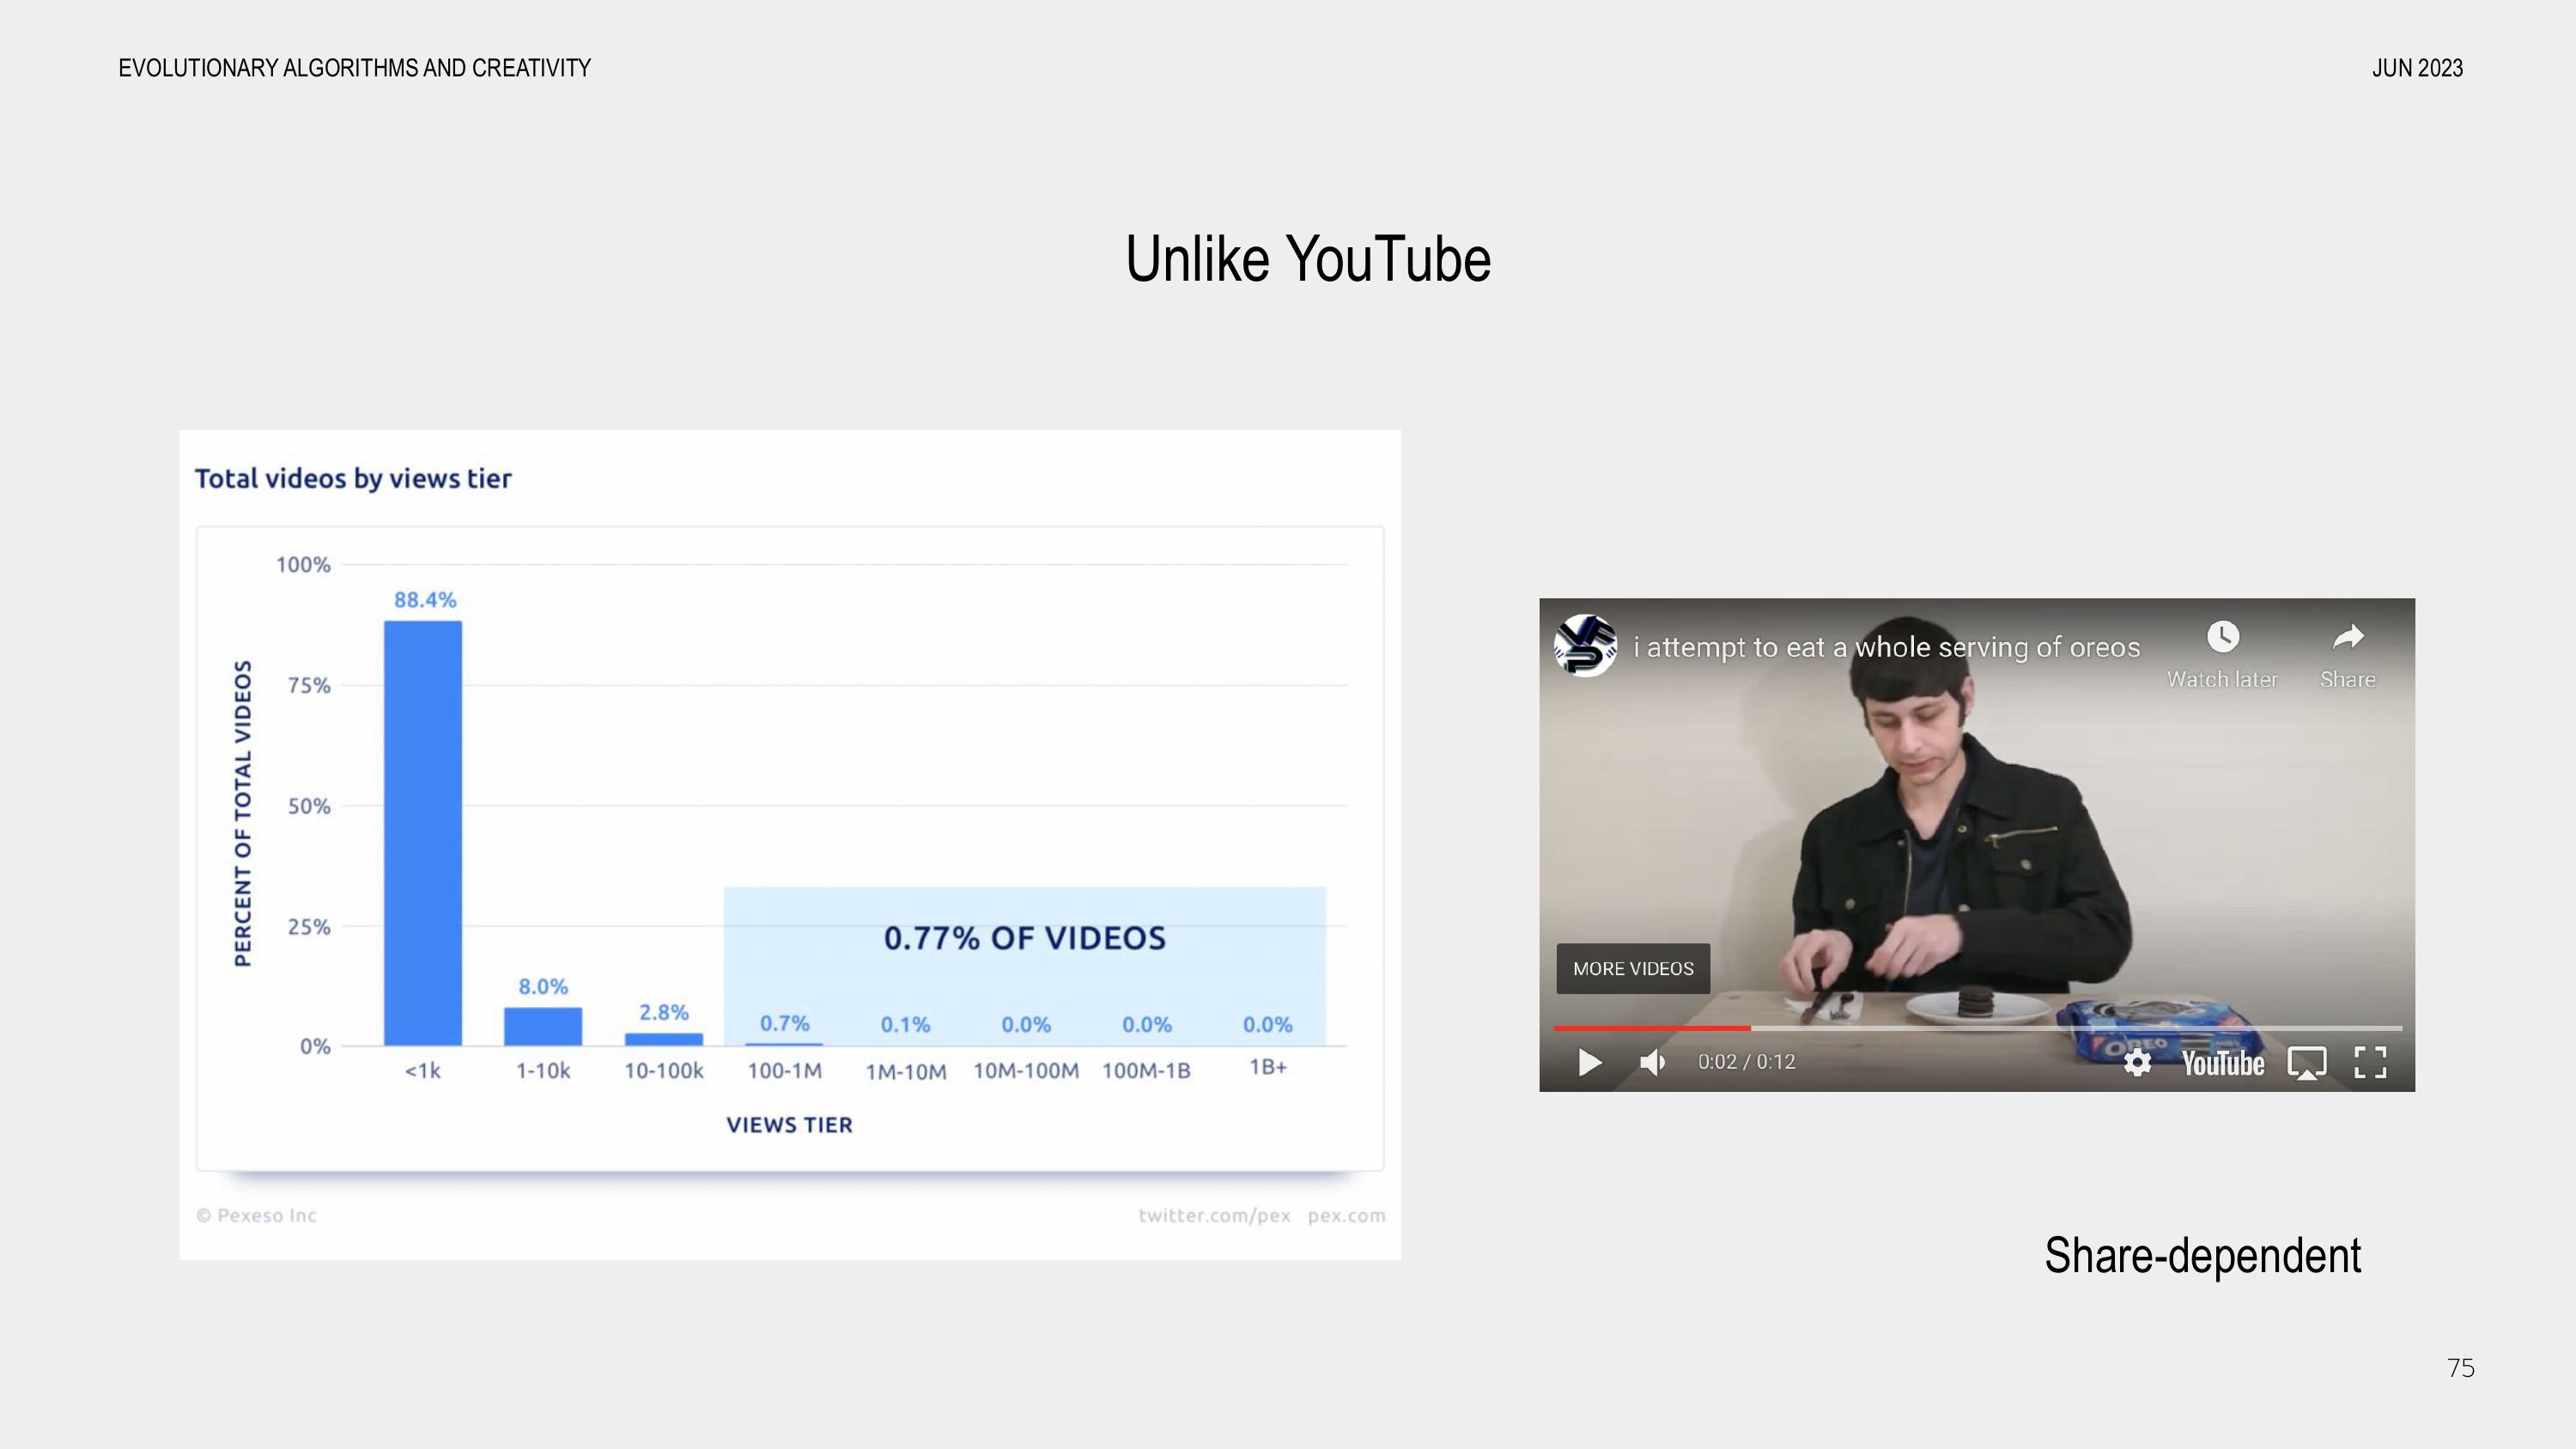 EVOLUTIONARY ALGORITHMS AND CREATIVITY
JUN 2023
Unlike YouTube
Total videos by views tier
PERCENT OF TOTAL VIDEOS
100%
75%
50%
25%
0%
88.4%
8.0%
2.8%
0.7%
0.1%
0.0%
0.0%
0.0%
0.77% OF VIDEOS
<1k
1-10k
10-100k
100-1M
1M-10M
10M-100M
100M-1B
1B+
VIEWS TIER
© Pexeso Inc
twitter.com/pex pex.com
i attempt to eat a whole serving of oreos
Watch later
Share
MORE VIDEOS
OREO
0:02 / 0:12
YouTube
Share-dependent
75